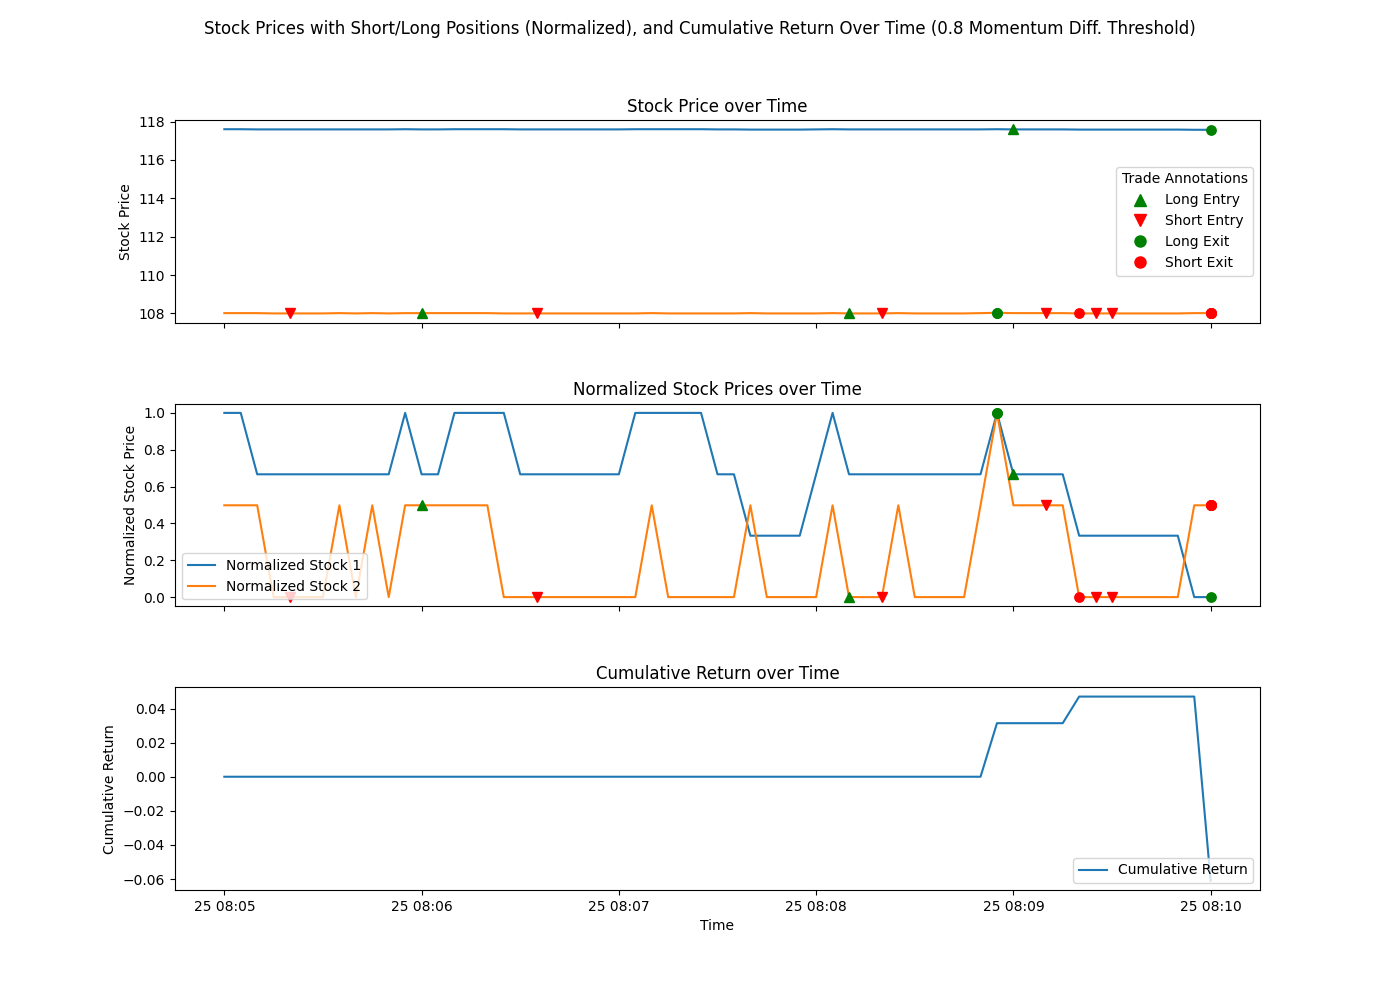 Stock Prices with Short/Long Positions (Normalized), and Cumulative Return Over Time (0.8 Momentum Diff. Threshold)
Stock Price over Time
118
116
114
112
110
108
Stock Price
Trade Annotations
Long Entry
Short Entry
Long Exit
Short Exit
Normalized Stock Prices over Time
1.0
0.8
0.6
0.4
0.2
0.0
Normalized Stock Price
Normalized Stock 1
Normalized Stock 2
Cumulative Return over Time
0.04
0.02
0.00
−0.02
−0.04
−0.06
Cumulative Return
Cumulative Return
25 08:05
25 08:06
25 08:07
25 08:08
25 08:09
25 08:10
Time